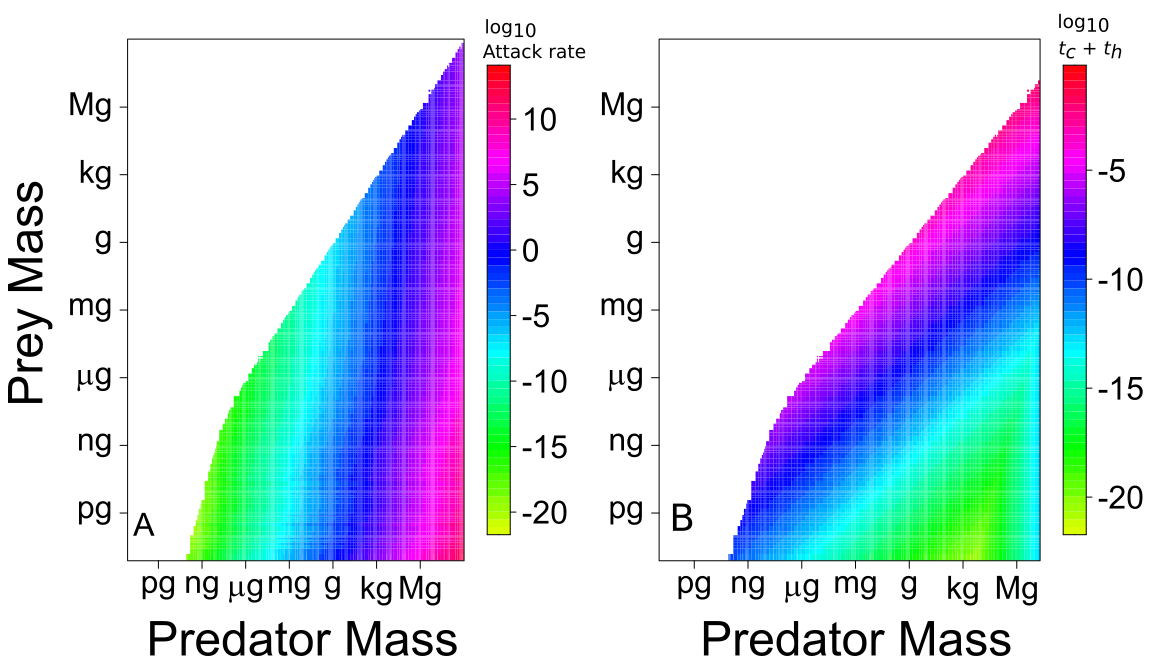 log10
Attack rate
10
5
0
-5
-10
-15
-20
Mg
kg
g
mg
µg
ng
pg
Prey Mass
A
pg ng µg mg g kg Mg
Predator Mass
log10
tc + th
-5
-10
-15
-20
Mg
kg
g
mg
µg
ng
pg
B
pg ng µg mg g kg Mg
Predator Mass